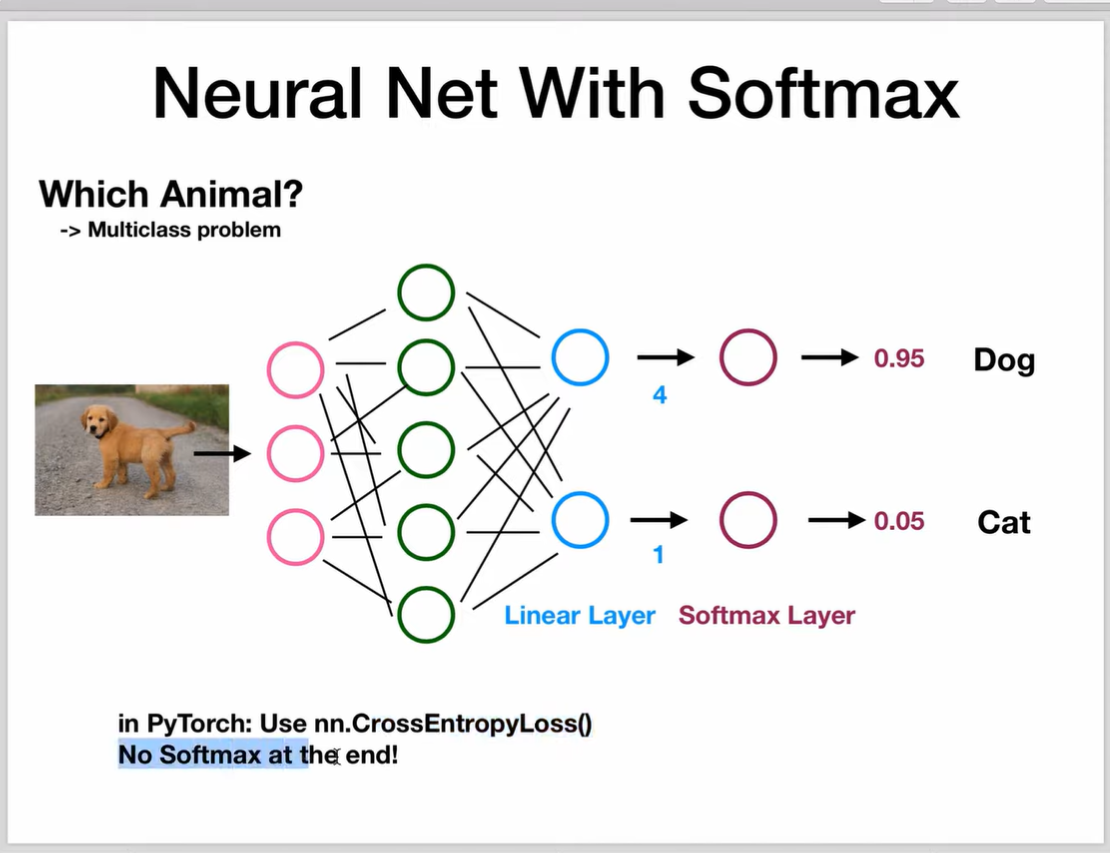 Neural Net With Softmax
Which Animal?
-> Multiclass problem
4
0.95
Dog
1
0.05
Cat
Linear Layer
Softmax Layer
in PyTorch: Use nn.CrossEntropyLoss()
No Softmax at the end!